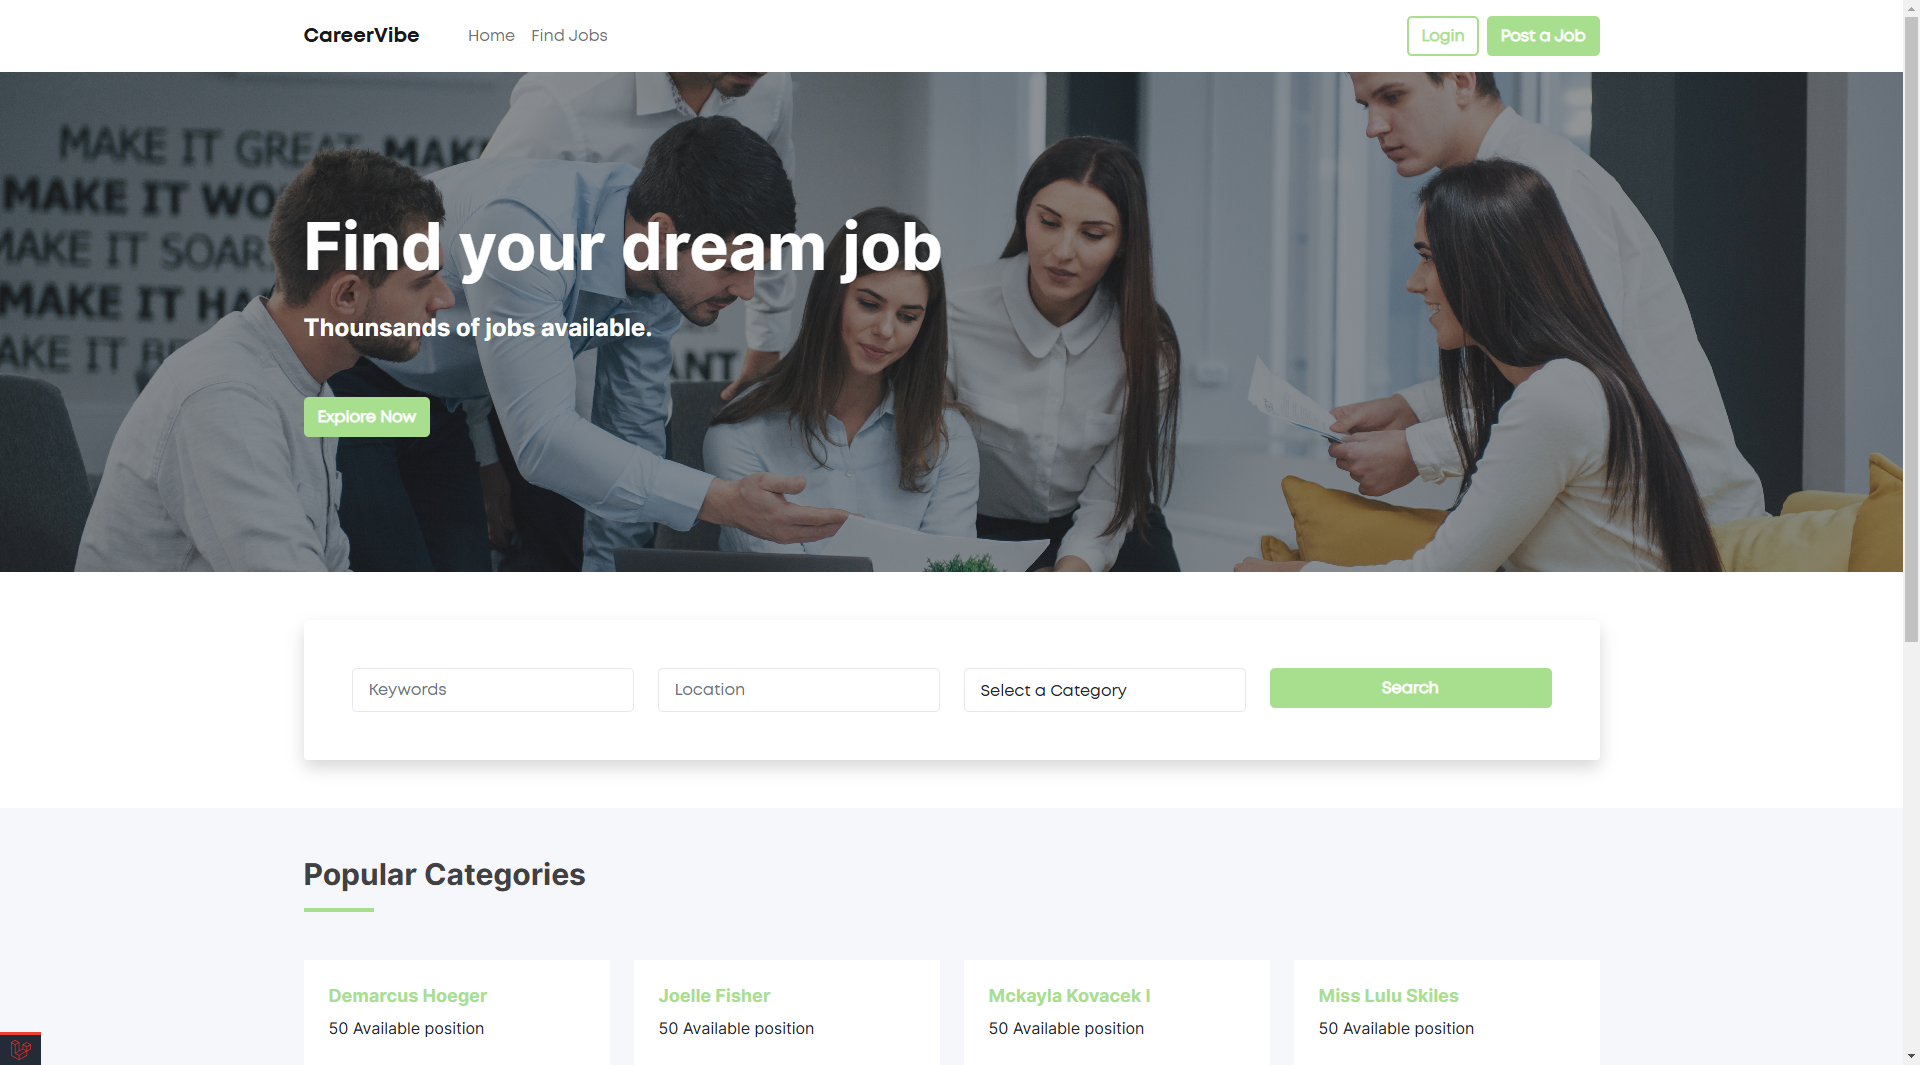 CareerVibe Home Find Jobs Login Post a Job
MAKE IT GREAT MAKE
MAKE IT WO
MAKE IT SOAR
MAKE IT HA
MAKE IT BE
ANT
Find your dream job
Thounsands of jobs available.
Explore Now
Keywords Location Select a Category Search
Popular Categories
Demarcus Hoeger Joelle Fisher Mckayla Kovacek I Miss Lulu Skiles
50 Available position 50 Available position 50 Available position 50 Available position